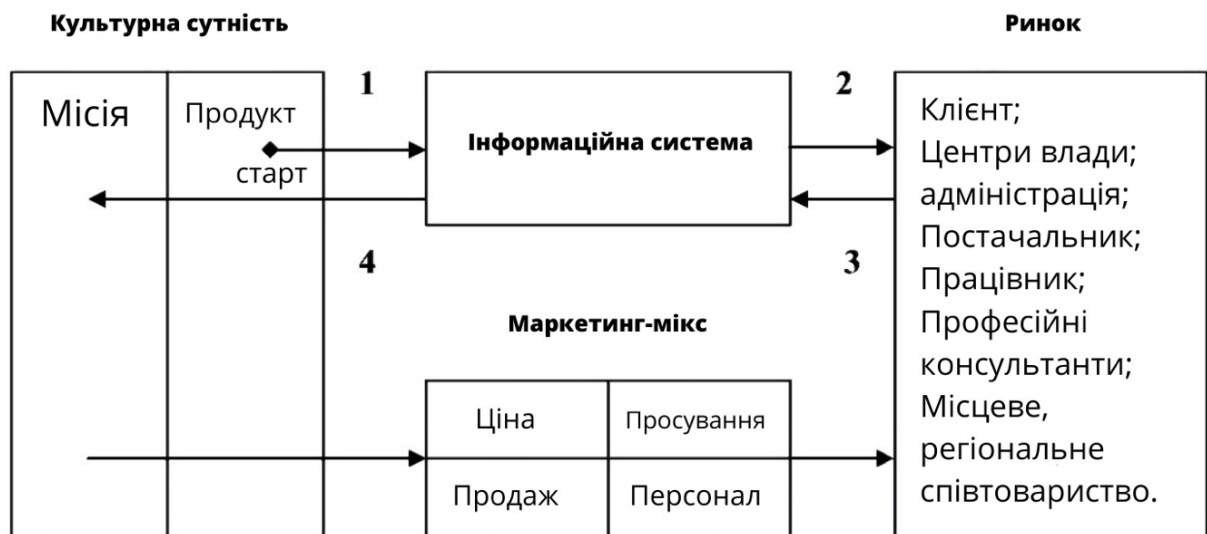 Культурна сутність
Ринок
Місія
Продукт
старт
1
Інформаційна система
2
4
3
Клієнт;
Центри влади;
адміністрація;
Постачальник;
Працівник;
Професійні
консультанти;
Місцеве,
регіональне
співтовариство.
Маркетинг-мікс
Ціна
Просування
Продаж
Персонал